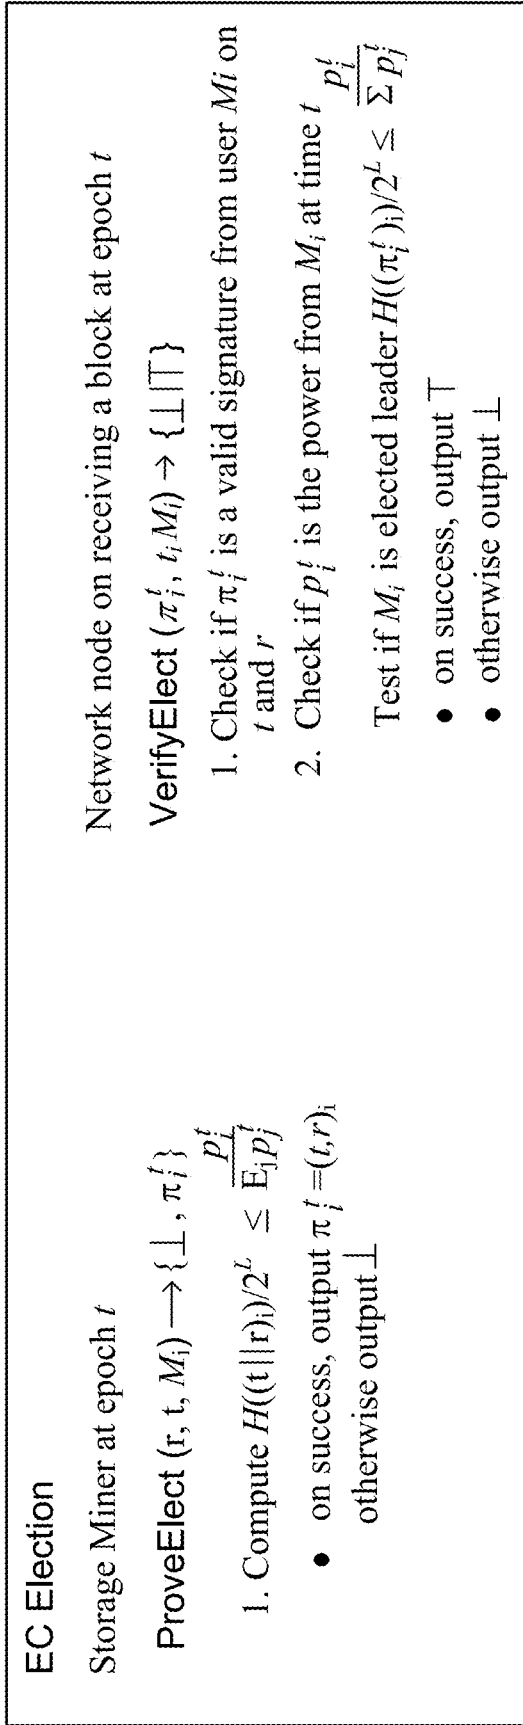 EC Election
Storage Miner at epoch t
ProveElect (r, t, Mᵢ) ⟶ {⊥, πᵢᵗ}
1. Compute H((t||r)ᵢ)/2ᴸ ≤ pᵢᵗ / Eⱼpⱼᵗ
● on success, output πᵢᵗ=(t,r)ᵢ
otherwise output ⊥
Network node on receiving a block at epoch t
VerifyElect (πᵢᵗ, tᵢ Mᵢ) → {⊥|⊤}
1. Check if πᵢᵗ is a valid signature from user Mi on
t and r
2. Check if pᵢᵗ is the power from Mᵢ at time t
Test if Mᵢ is elected leader H((πᵢᵗ)ᵢ)/2ᴸ ≤ pᵢᵗ / Σ pⱼᵗ
● on success, output ⊤
● otherwise output ⊥